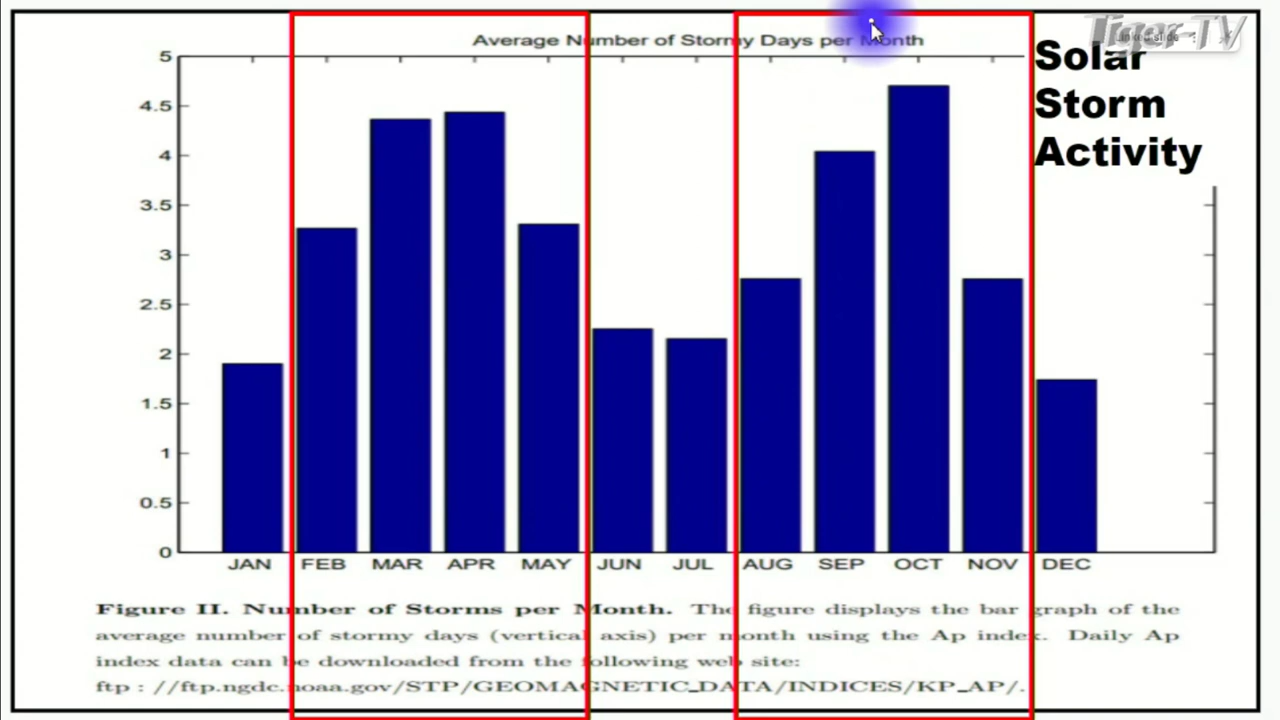 Tiger-TV
Average Number of Stormy Days per Month
Solar
Storm
Activity
5
4.5
4
3.5
3
2.5
2
1.5
1
0.5
0
JAN FEB MAR APR MAY JUN JUL AUG SEP OCT NOV DEC
Figure II. Number of Storms per Month. The figure displays the bar graph of the
average number of stormy days (vertical axis) per month using the Ap index. Daily Ap
index data can be downloaded from the following web site:
ftp : //ftp.ngdc.noaa.gov/STP/GEOMAGNETIC_DATA/INDICES/KP_AP/.